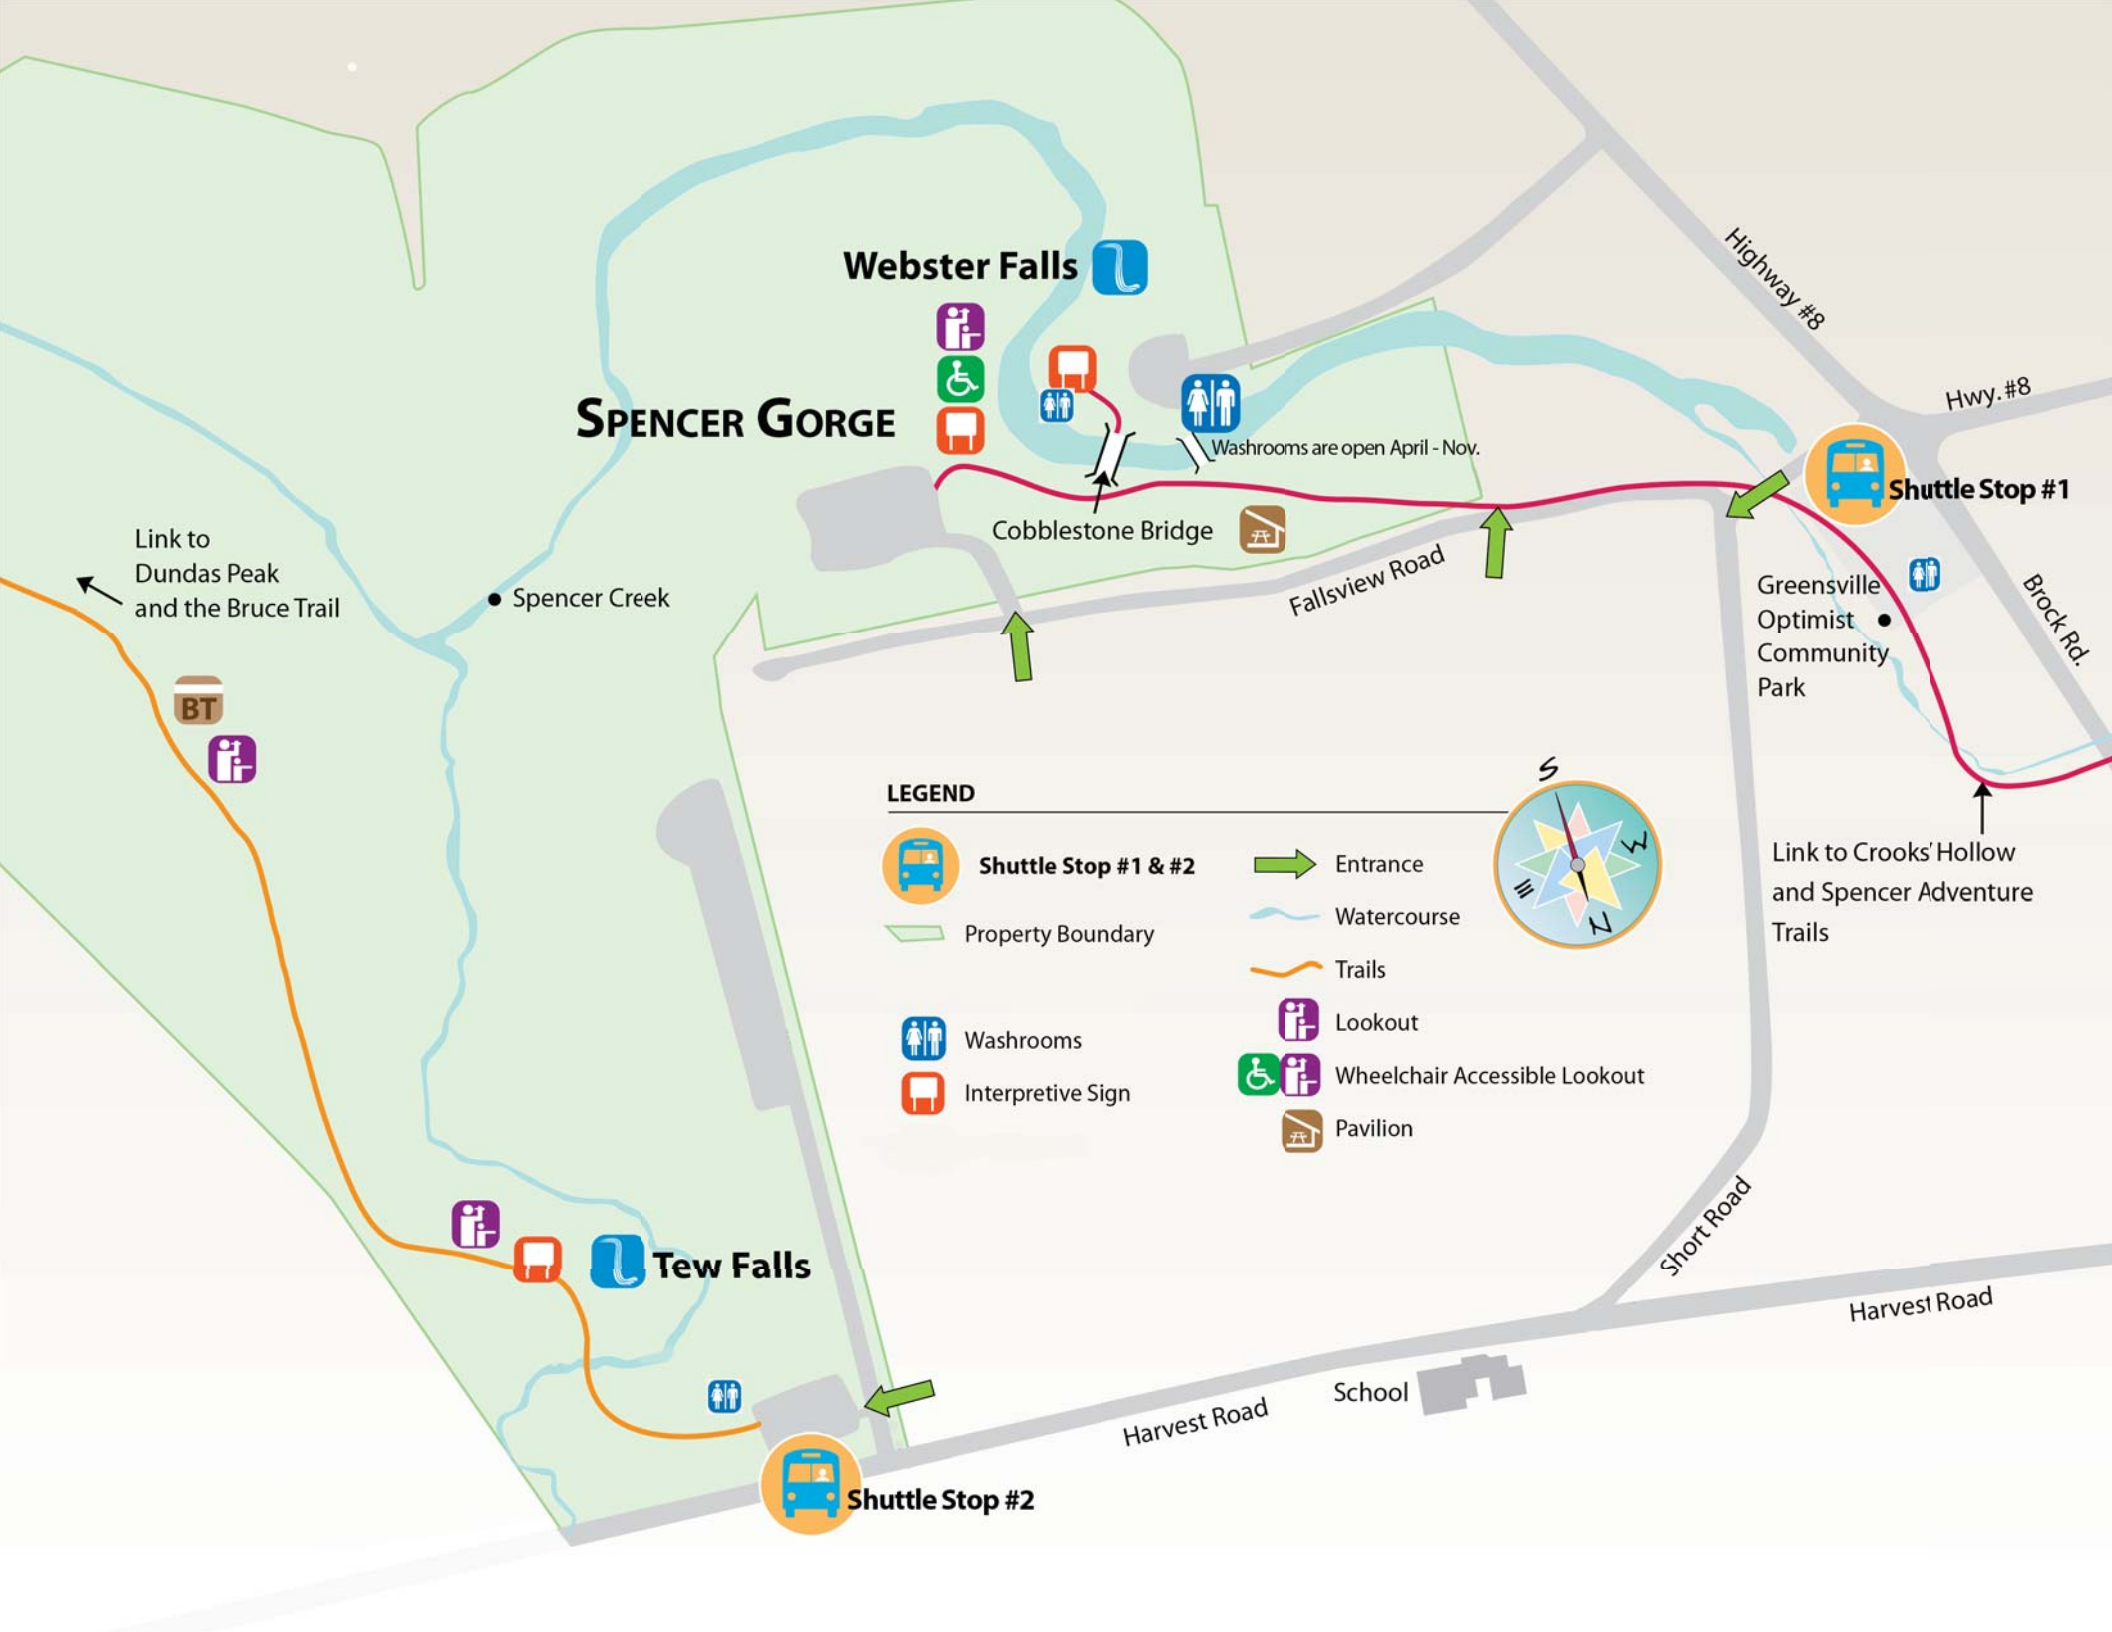 Highway #8
Webster Falls
Hwy. #8
SPENCER GORGE
Washrooms are open April - Nov.
Shuttle Stop #1
Cobblestone Bridge
Link to
Dundas Peak
and the Bruce Trail
Spencer Creek
Fallsview Road
Greensville
Optimist
Community
Park
Brock Rd.
BT
LEGEND
Shuttle Stop #1 & #2
Property Boundary
Washrooms
Interpretive Sign
Entrance
Watercourse
Trails
Lookout
Wheelchair Accessible Lookout
Pavilion
S
W
E
N
Link to Crooks' Hollow
and Spencer Adventure
Trails
Short Road
Tew Falls
Harvest Road
School
Harvest Road
Shuttle Stop #2